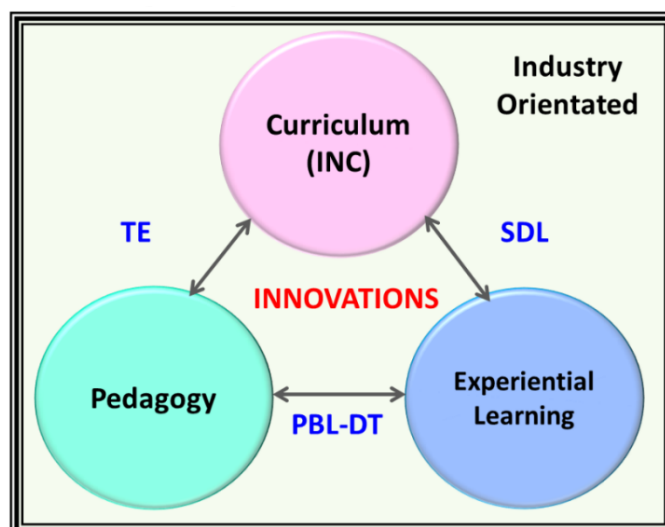 Industry
Orientated
Curriculum
(INC)
TE
SDL
INNOVATIONS
Pedagogy
Experiential
Learning
PBL-DT